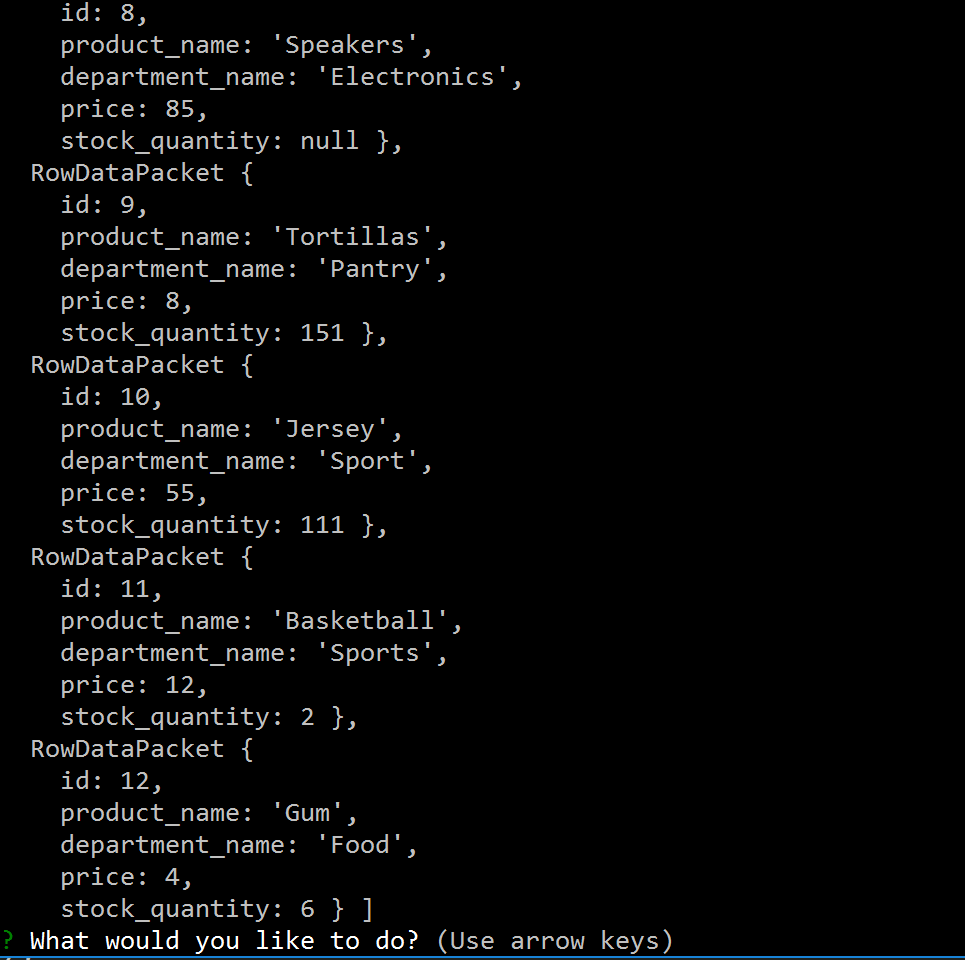 id: 8,
product_name: 'Speakers',
department_name: 'Electronics',
price: 85,
stock_quantity: null },
RowDataPacket {
id: 9,
product_name: 'Tortillas',
department_name: 'Pantry',
price: 8,
stock_quantity: 151 },
RowDataPacket {
id: 10,
product_name: 'Jersey',
department_name: 'Sport',
price: 55,
stock_quantity: 111 },
RowDataPacket {
id: 11,
product_name: 'Basketball',
department_name: 'Sports',
price: 12,
stock_quantity: 2 },
RowDataPacket {
id: 12,
product_name: 'Gum',
department_name: 'Food',
price: 4,
stock_quantity: 6 } ]
? What would you like to do? (Use arrow keys)